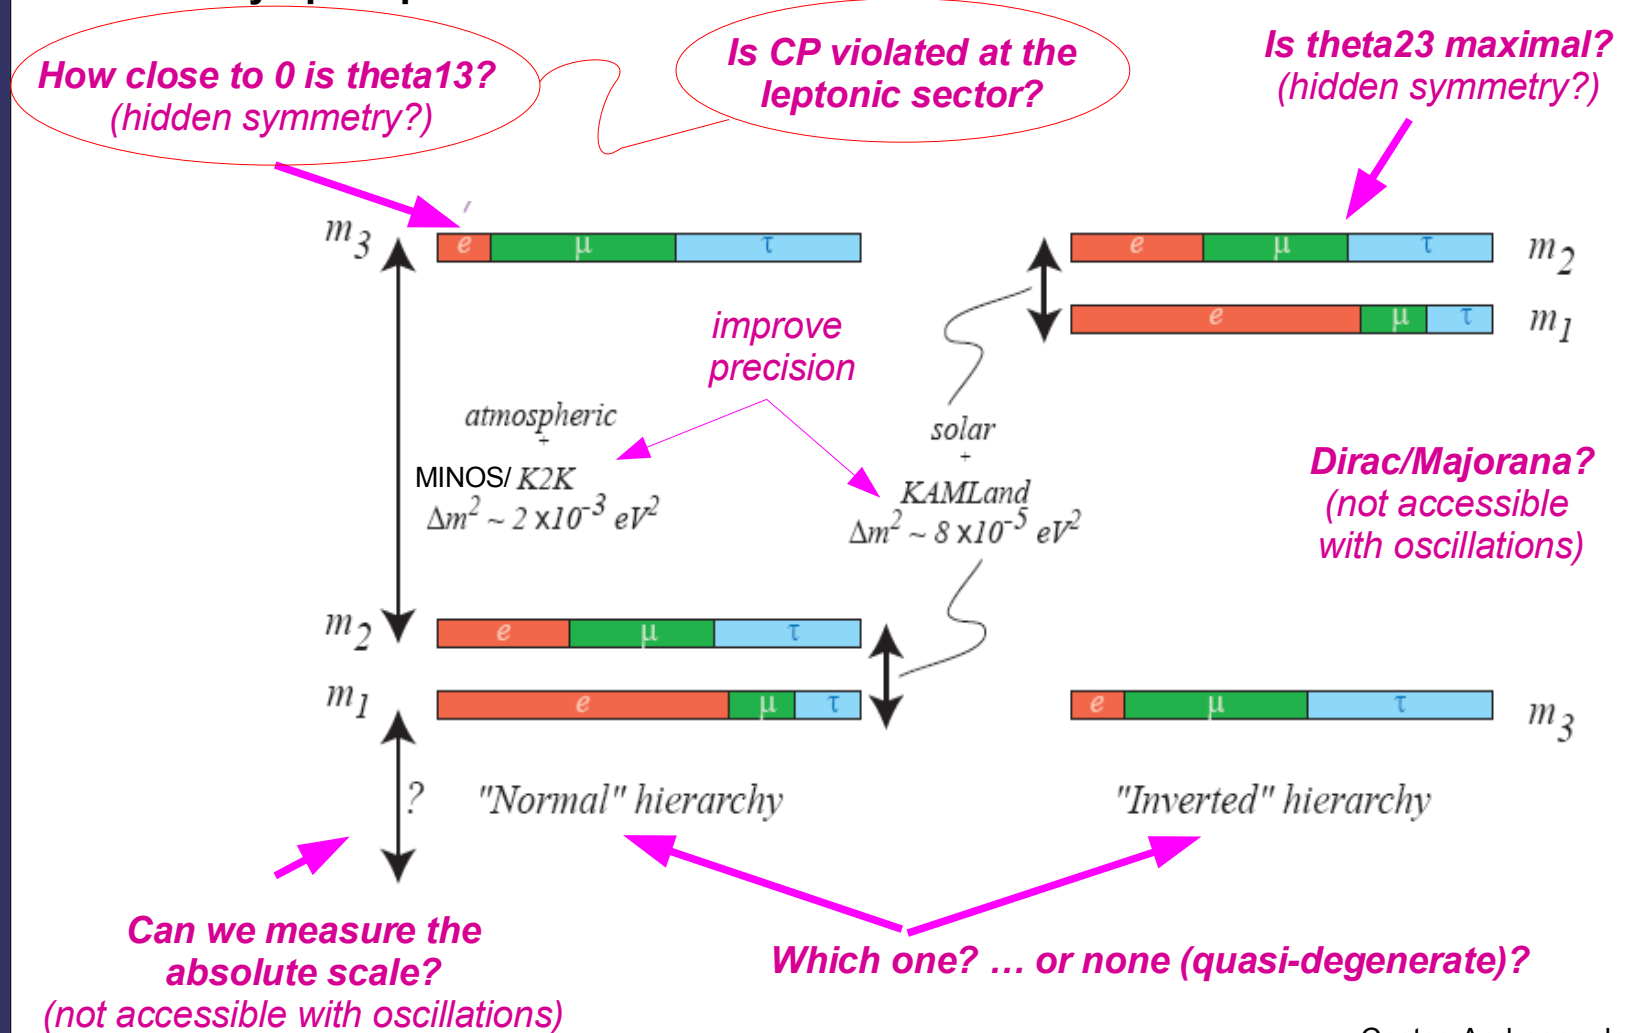 How close to 0 is theta13?
(hidden symmetry?)
Is CP violated at the
leptonic sector?
Is theta23 maximal?
(hidden symmetry?)
m3
e μ τ
e μ τ
m2
e μ τ
m1
improve
precision
atmospheric
+
MINOS/ K2K
Δm² ~ 2 x10⁻³ eV²
solar
+
KAMLand
Δm² ~ 8 x10⁻⁵ eV²
Dirac/Majorana?
(not accessible
with oscillations)
m2
e μ τ
m1
e μ τ
e μ τ
m3
?
"Normal" hierarchy
"Inverted" hierarchy
Can we measure the
absolute scale?
(not accessible with oscillations)
Which one? … or none (quasi-degenerate)?